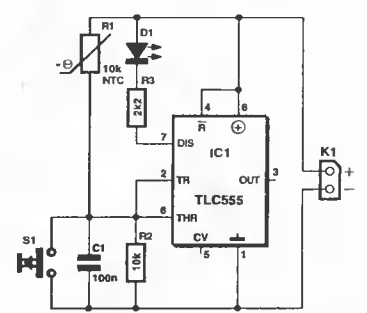 R1
D1
-Θ
10k
NTC
R3
2k2
4
8
R̅
+
7
DIS
IC1
K1
2
TR
OUT
3
+
TLC555
−
6
THR
S1
C1
R2
10k
CV
100n
5
1